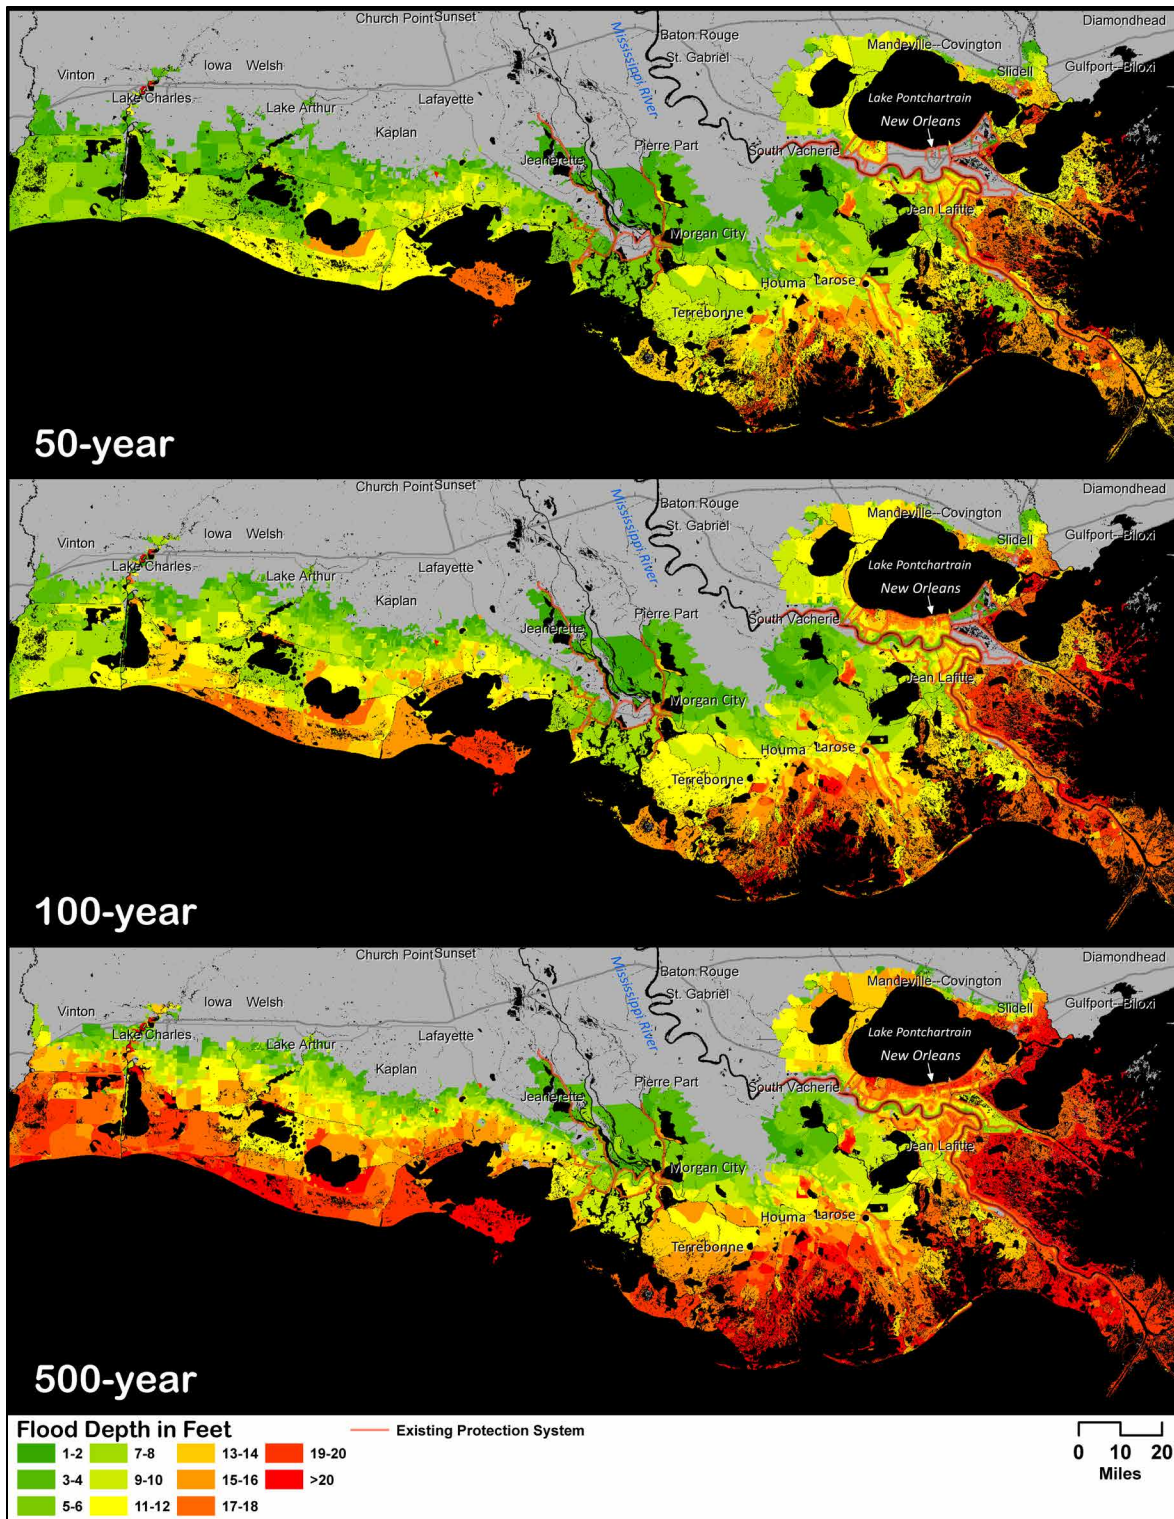 Church Point Sunset
Diamondhead
Baton Rouge
Mandeville--Covington
Iowa Welsh
Mississippi River
St. Gabriel
Gulfport--Biloxi
Vinton
Slidell
Lake Charles
Lafayette
Lake Pontchartrain
Lake Arthur
New Orleans
Kaplan
Pierre Part
South Vacherie
Jeanerette
Jean Lafitte
Morgan City
Houma Larose
Terrebonne
50-year
Church Point Sunset
Diamondhead
Baton Rouge
Mandeville--Covington
Iowa Welsh
Mississippi River
St. Gabriel
Gulfport--Biloxi
Vinton
Slidell
Lake Charles
Lafayette
Lake Pontchartrain
Lake Arthur
New Orleans
Kaplan
Pierre Part
South Vacherie
Jeanerette
Jean Lafitte
Morgan City
Houma Larose
Terrebonne
100-year
Church Point Sunset
Diamondhead
Baton Rouge
Mandeville--Covington
Iowa Welsh
Mississippi River
St. Gabriel
Gulfport--Biloxi
Vinton
Slidell
Lake Charles
Lafayette
Lake Pontchartrain
Lake Arthur
New Orleans
Kaplan
Pierre Part
South Vacherie
Jeanerette
Jean Lafitte
Morgan City
Houma Larose
Terrebonne
500-year
Flood Depth in Feet
Existing Protection System
1-2 7-8 13-14 19-20
3-4 9-10 15-16 >20
5-6 11-12 17-18
0 10 20
Miles